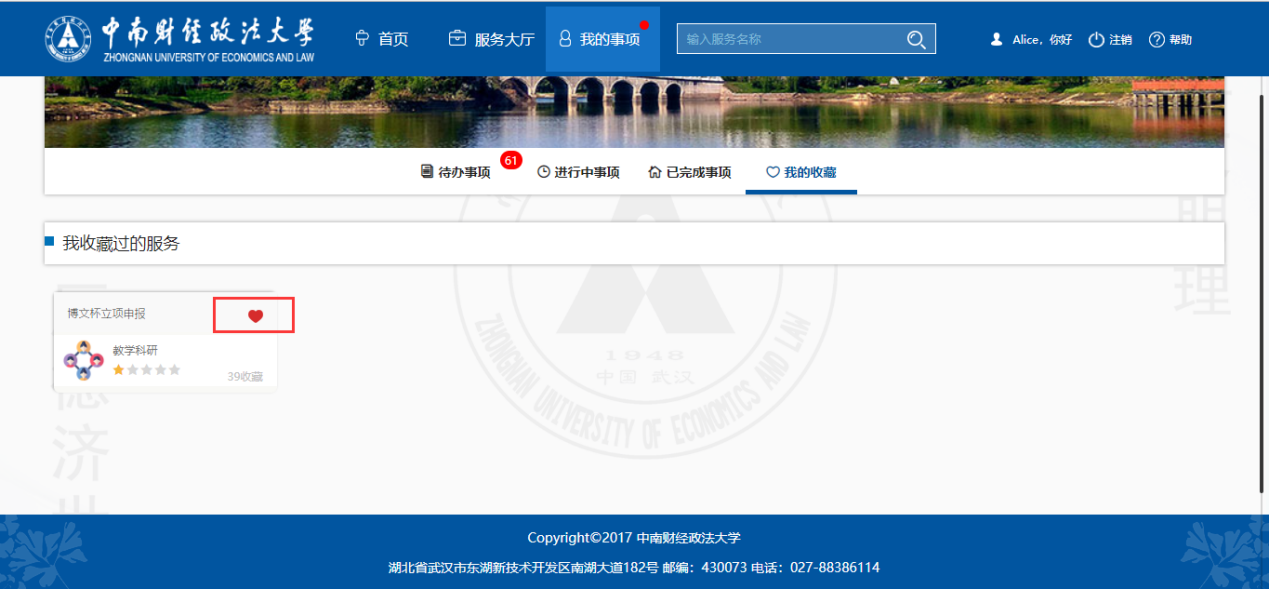 中南财经政法大学
ZHONGNAN UNIVERSITY OF ECONOMICS AND LAW
首页
服务大厅
我的事项
输入服务名称
Alice，你好
注销
帮助
待办事项
61
进行中事项
已完成事项
我的收藏
我收藏过的服务
博文杯立项申报
教学科研
39收藏
1948
中国 武汉
ZHONGNAN UNIVERSITY OF ECONOMICS AND LAW
德济世
明理
Copyright©2017 中南财经政法大学
湖北省武汉市东湖新技术开发区南湖大道182号 邮编：430073 电话：027-88386114